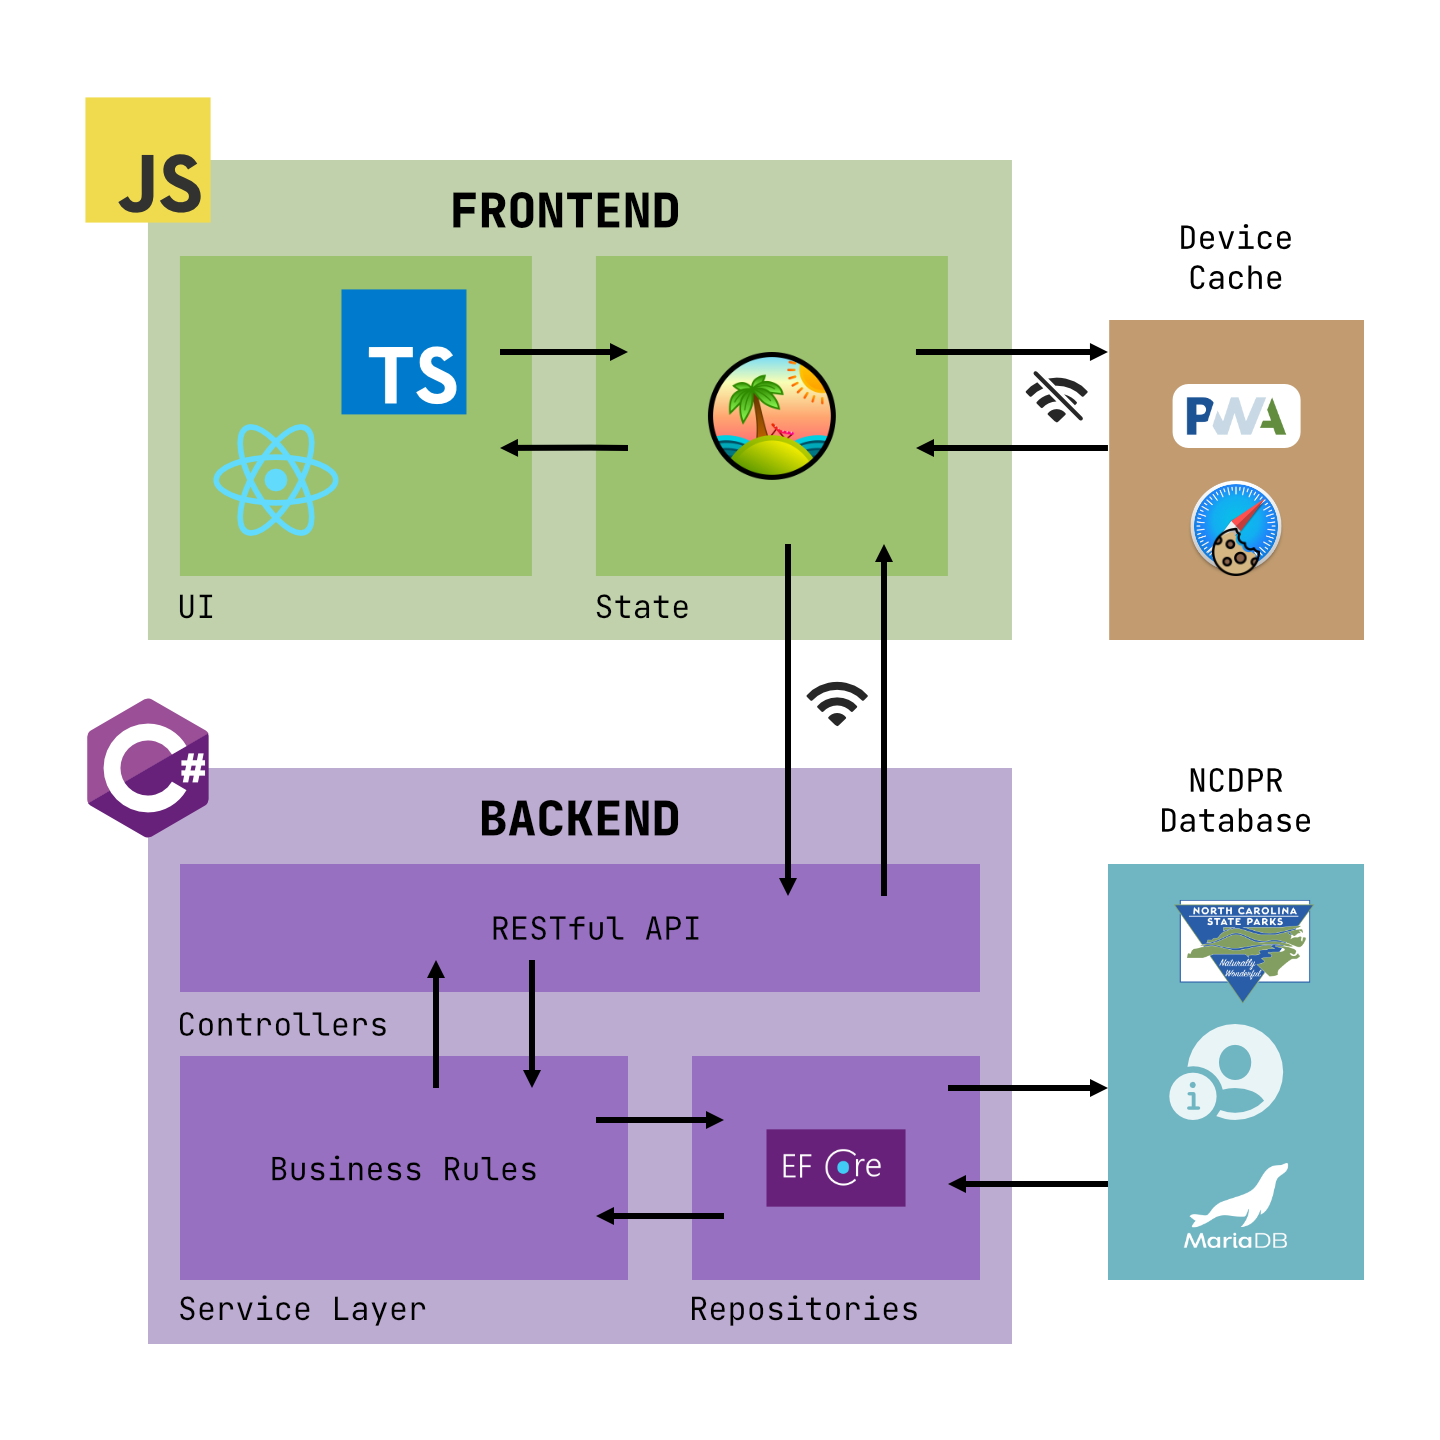 JS
FRONTEND
TS
UI
State
Device
Cache
PWA
C#
BACKEND
RESTful API
Controllers
Business Rules
Service Layer
EF Core
Repositories
NCDPR
Database
NORTH CAROLINA
STATE PARKS
Naturally
Wonderful
i
MariaDB